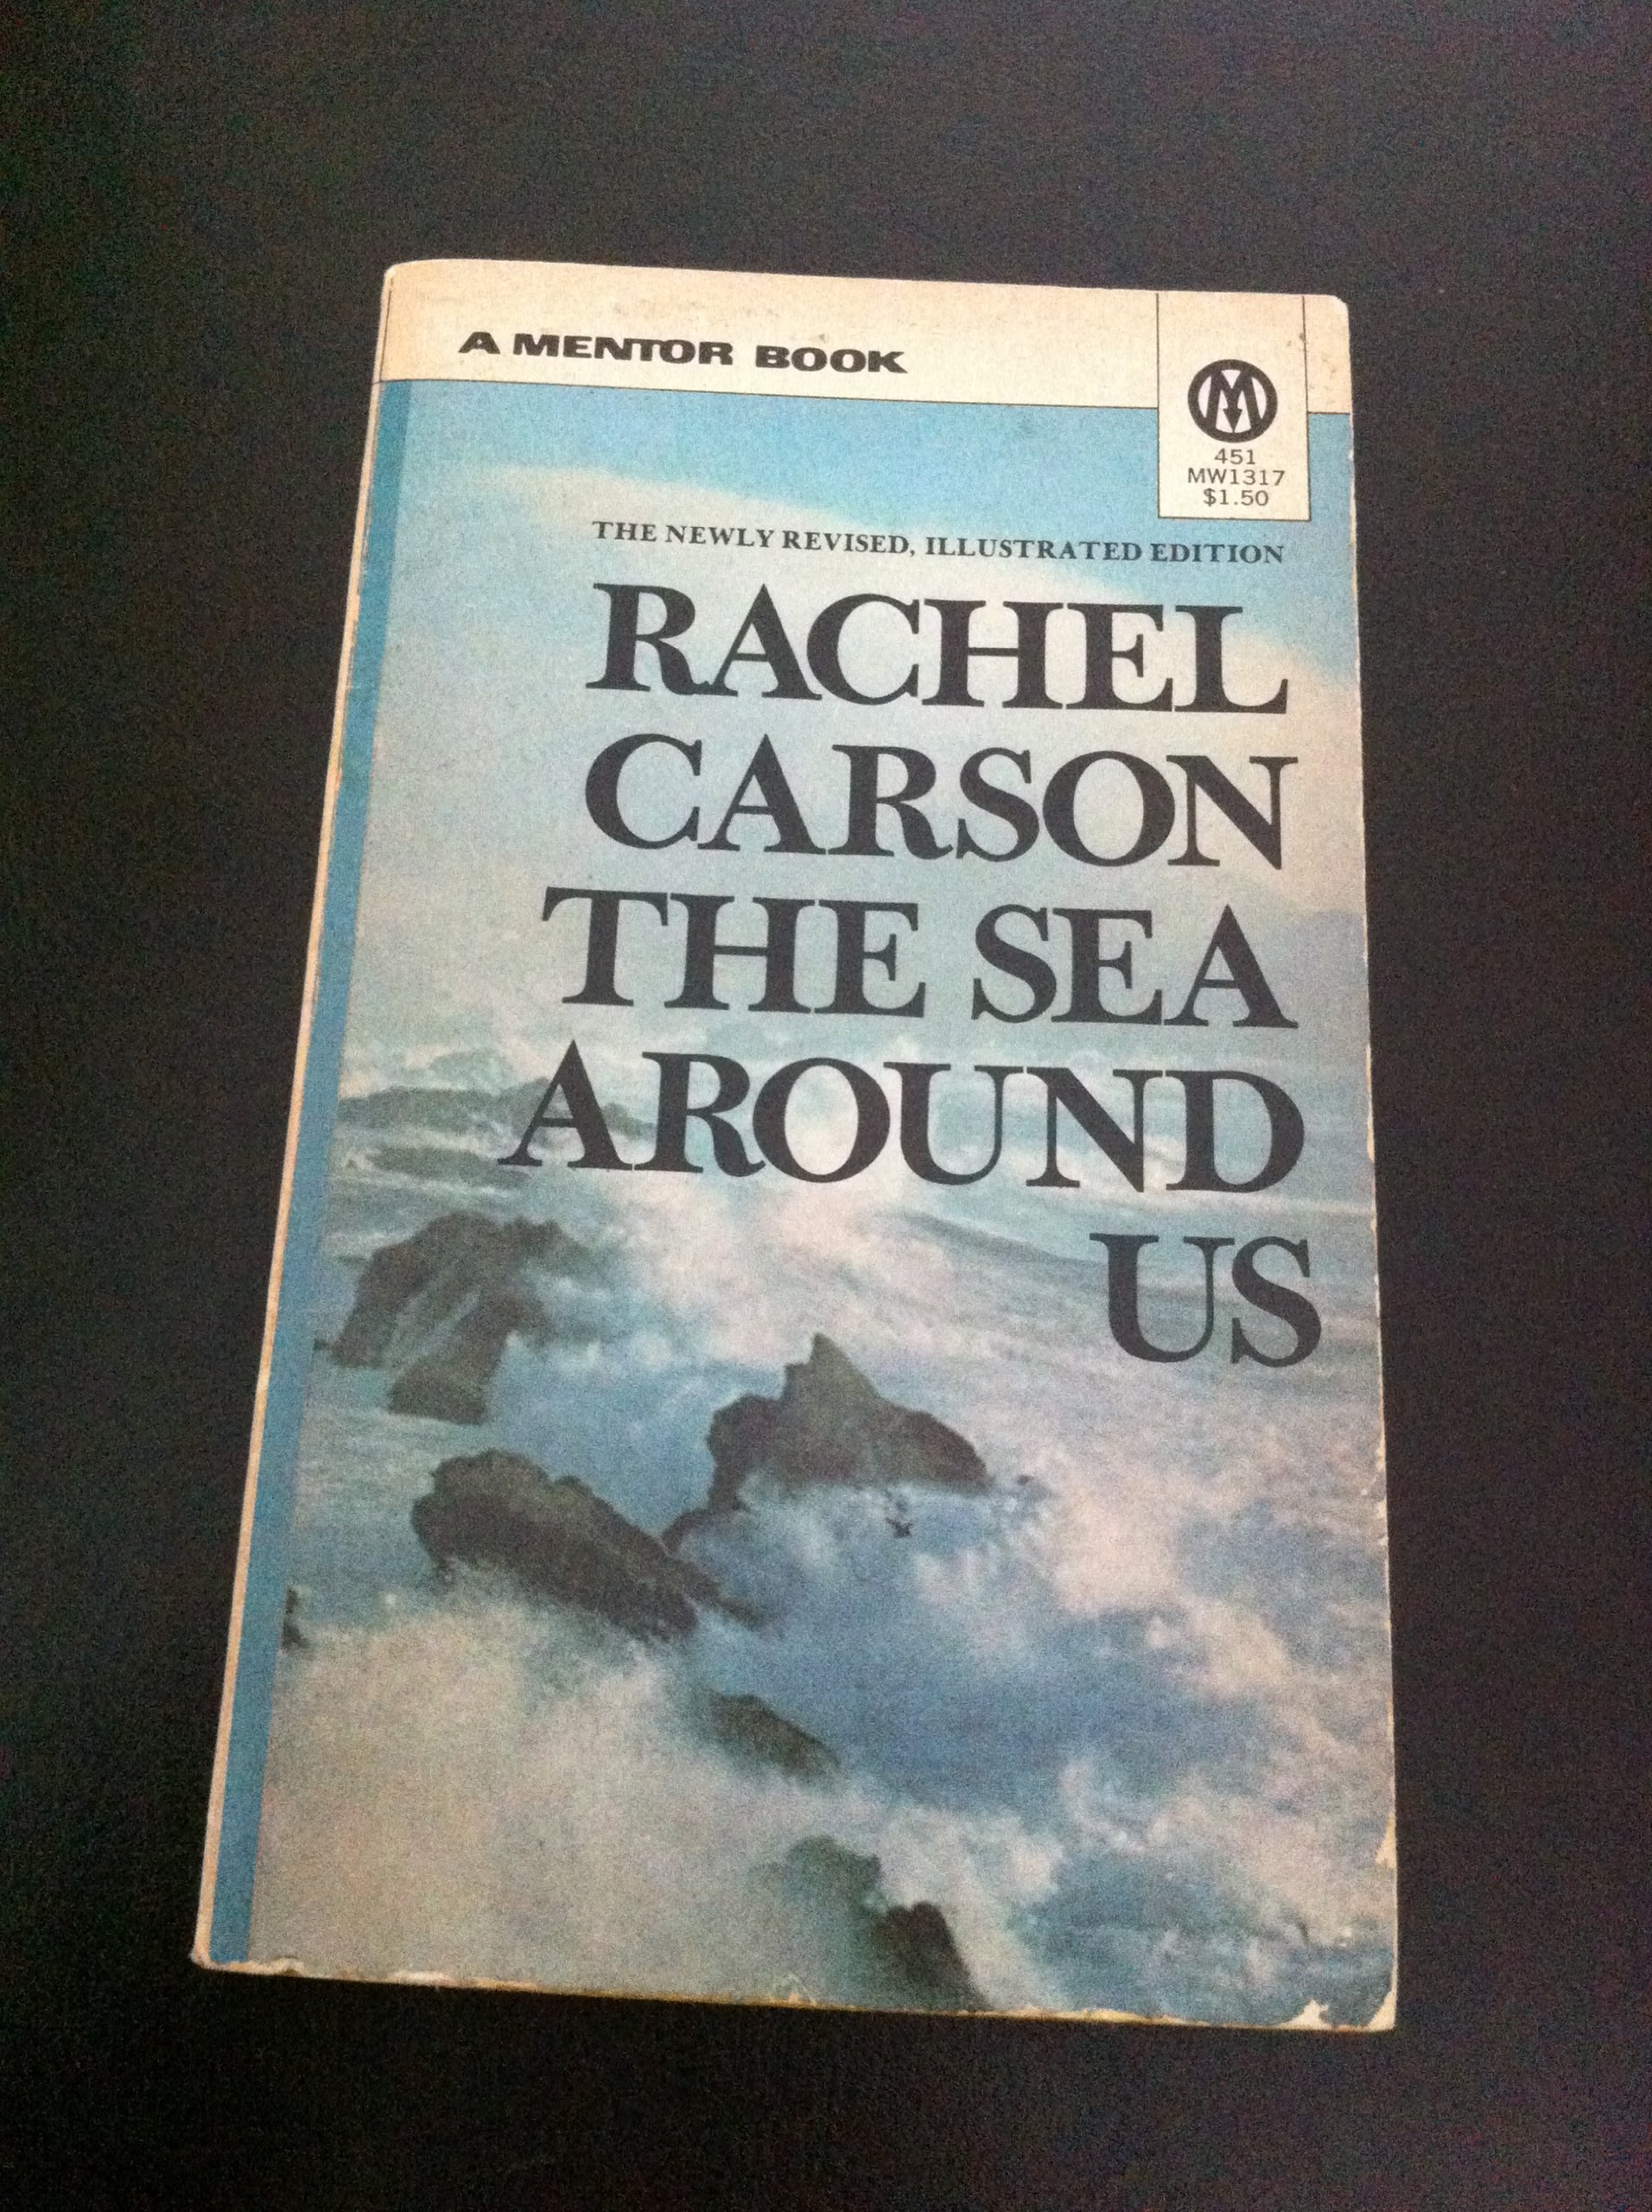 A MENTOR BOOK
M
451
MW1317
$1.50
THE NEWLY REVISED, ILLUSTRATED EDITION
RACHEL
CARSON
THE SEA
AROUND
US